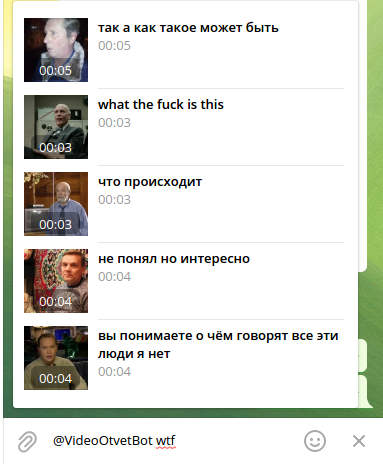 00:05
так а как такое может быть
00:05
00:03
what the fuck is this
00:03
00:03
что происходит
00:03
00:04
не понял но интересно
00:04
00:04
вы понимаете о чём говорят все эти
люди я нет
00:04
@VideoOtvetBot wtf